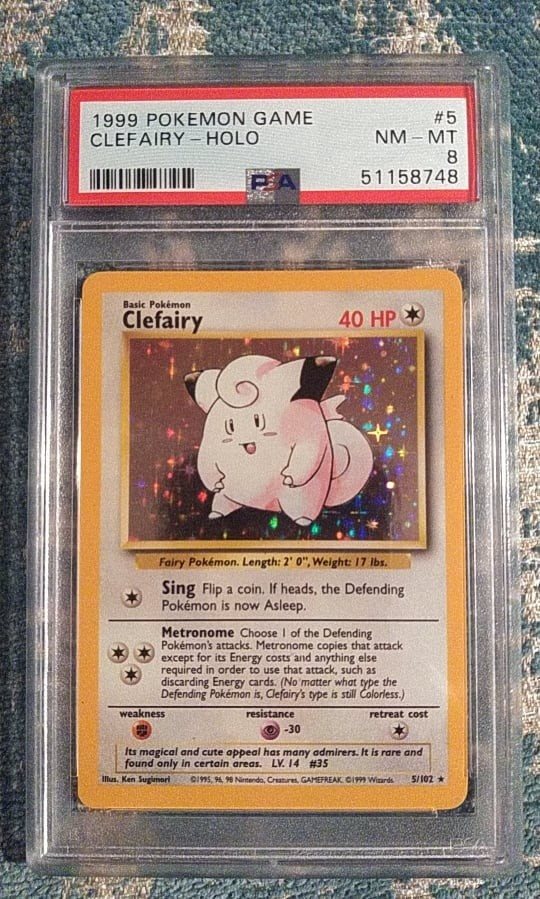 1999 POKEMON GAME #5
CLEFAIRY – HOLO NM – MT
8
PSA 51158748
Basic Pokémon
Clefairy 40 HP
Fairy Pokémon. Length: 2' 0", Weight: 17 lbs.
Sing Flip a coin. If heads, the Defending
Pokémon is now Asleep.
Metronome Choose 1 of the Defending
Pokémon's attacks. Metronome copies that attack
except for its Energy costs and anything else
required in order to use that attack, such as
discarding Energy cards. (No matter what type the
Defending Pokémon is, Clefairy's type is still Colorless.)
weakness resistance retreat cost
-30
Its magical and cute appeal has many admirers. It is rare and
found only in certain areas. LV. 14 #35
Illus. Ken Sugimori ©1995, 96, 98 Nintendo, Creatures, GAMEFREAK. ©1999 Wizards. 5/102 ★